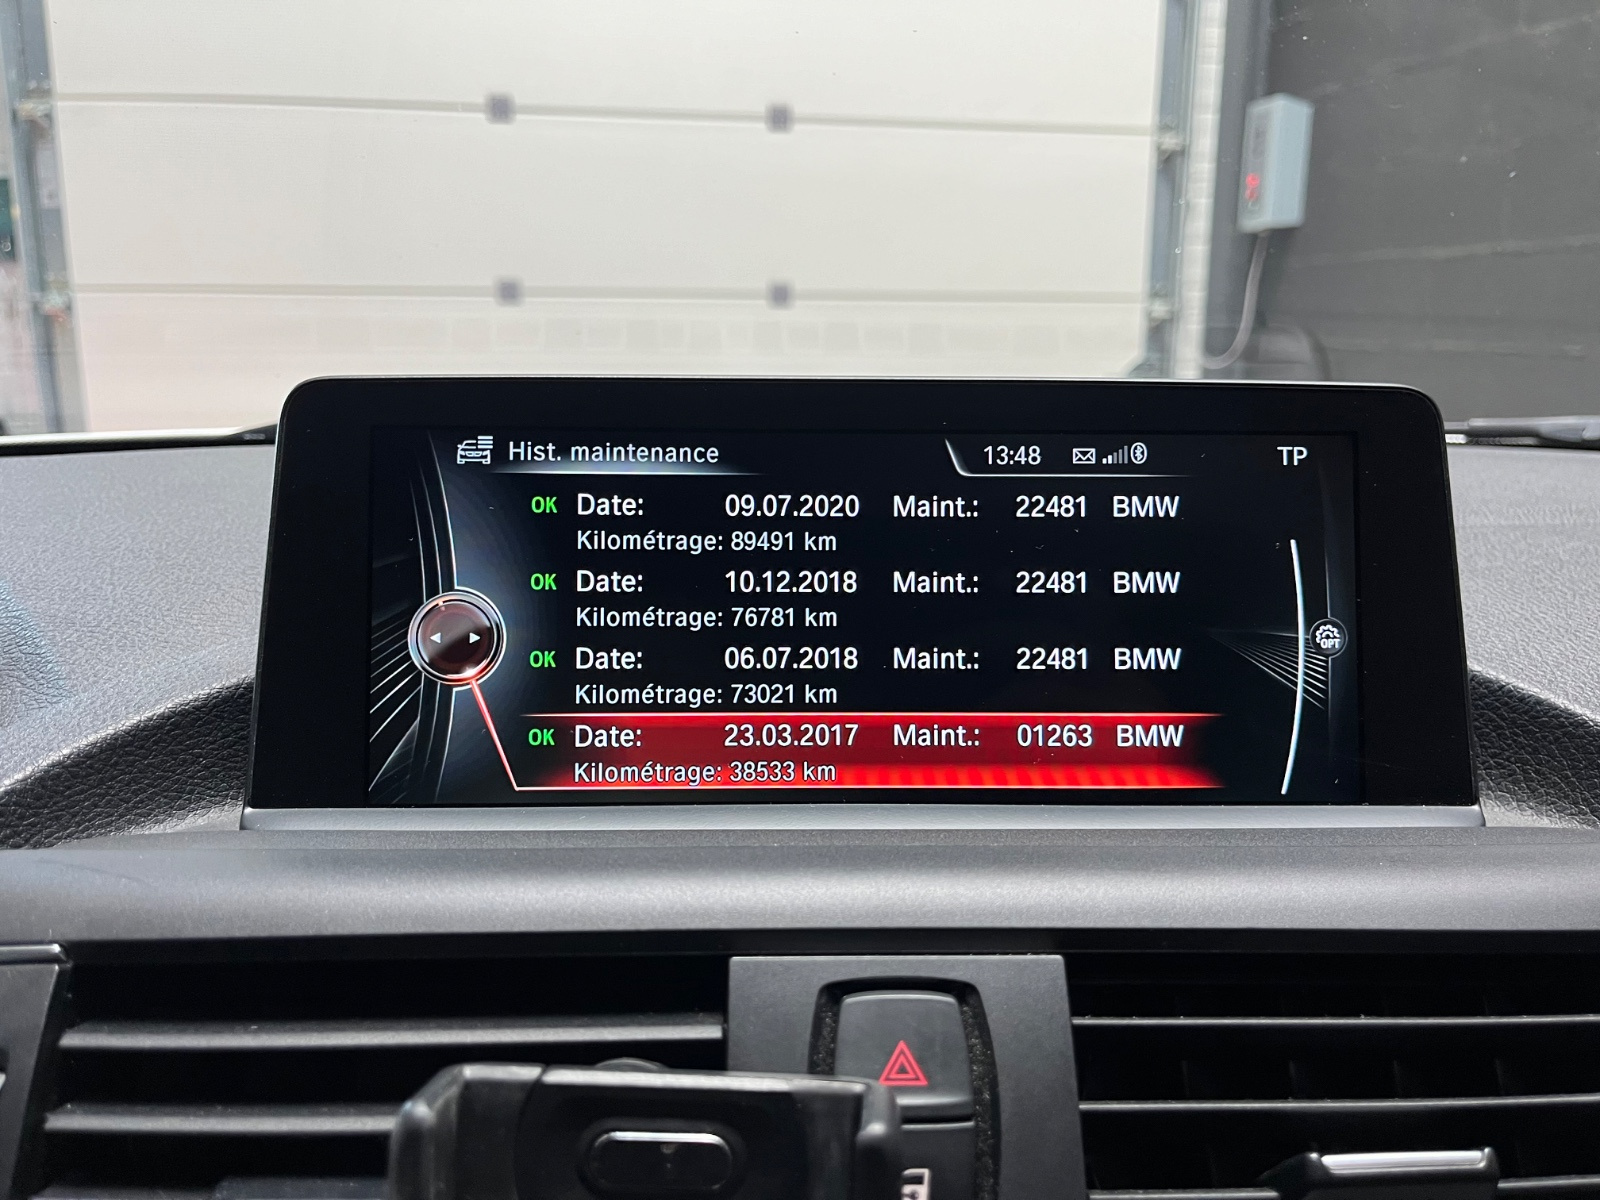 Hist. maintenance 13:48 TP
OK Date: 09.07.2020 Maint.: 22481 BMW
Kilométrage: 89491 km
OK Date: 10.12.2018 Maint.: 22481 BMW
Kilométrage: 76781 km
OK Date: 06.07.2018 Maint.: 22481 BMW
Kilométrage: 73021 km
OPT
OK Date: 23.03.2017 Maint.: 01263 BMW
Kilométrage: 38533 km